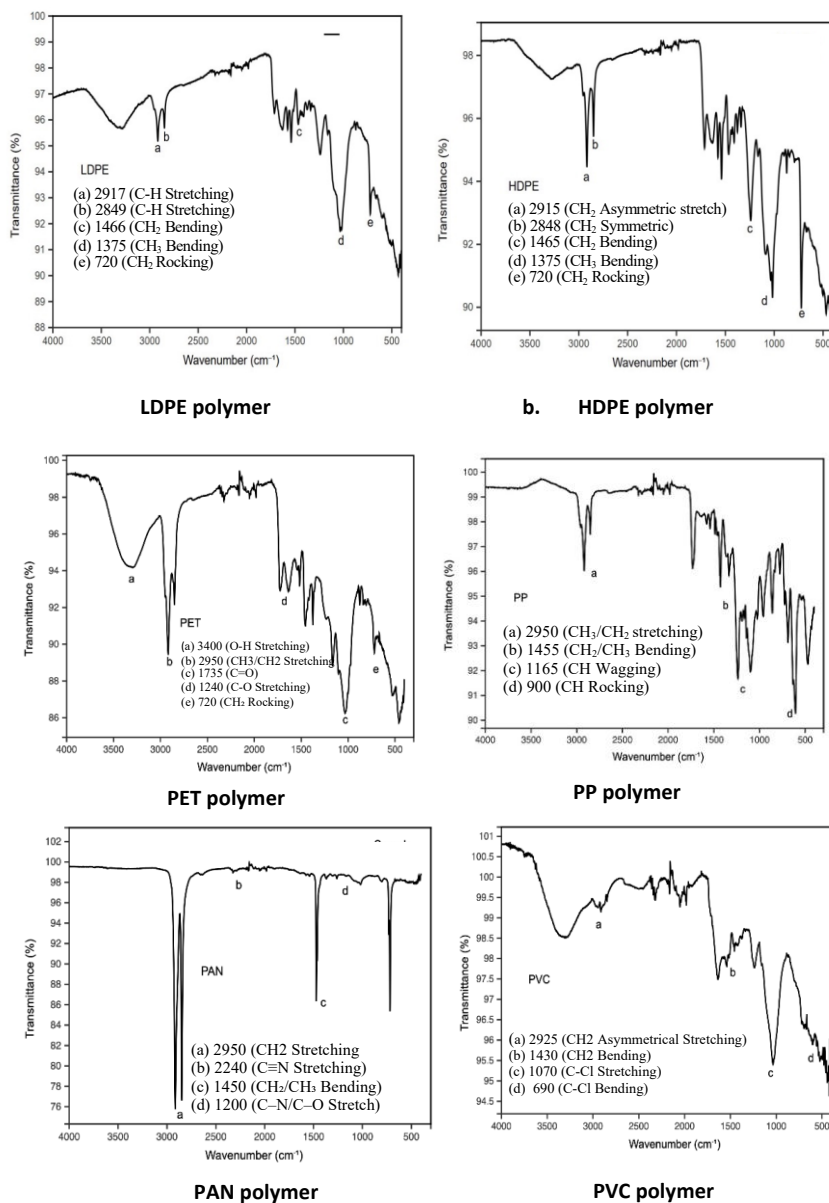 100
99
98
97
96
95
94
93
92
91
90
89
88
Transmittance (%)
a
b
c
d
e
LDPE
(a) 2917 (C-H Stretching)
(b) 2849 (C-H Stretching)
(c) 1466 (CH₂ Bending)
(d) 1375 (CH₃ Bending)
(e) 720 (CH₂ Rocking)
4000 3500 3000 2500 2000 1500 1000 500
Wavenumber (cm⁻¹)
LDPE polymer
98
96
94
92
90
Transmittance (%)
a
b
c
d
e
HDPE
(a) 2915 (CH₂ Asymmetric stretch)
(b) 2848 (CH₂ Symmetric)
(c) 1465 (CH₂ Bending)
(d) 1375 (CH₃ Bending)
(e) 720 (CH₂ Rocking)
4000 3500 3000 2500 2000 1500 1000 500
Wavenumber (cm⁻¹)
b. HDPE polymer
100
98
96
94
92
90
88
86
Transmittance (%)
a
b
c
d
e
PET
(a) 3400 (O-H Stretching)
(b) 2950 (CH3/CH2 Stretching
(c) 1735 (C=O)
(d) 1240 (C-O Stretching)
(e) 720 (CH₂ Rocking)
4000 3500 3000 2500 2000 1500 1000 500
Wavenumber (cm⁻¹)
PET polymer
100
99
98
97
96
95
94
93
92
91
90
Transmittance (%)
a
b
c
d
PP
(a) 2950 (CH₃/CH₂ stretching)
(b) 1455 (CH₂/CH₃ Bending)
(c) 1165 (CH Wagging)
(d) 900 (CH Rocking)
4000 3500 3000 2500 2000 1500 1000 500
Wavenumber (cm⁻¹)
PP polymer
102
100
98
96
94
92
90
88
86
84
82
80
78
76
Transmittance (%)
a
b
c
d
PAN
(a) 2950 (CH2 Stretching
(b) 2240 (C≡N Stretching)
(c) 1450 (CH₂/CH₃ Bending)
(d) 1200 (C–N/C–O Stretch)
4000 3500 3000 2500 2000 1500 1000 500
Wavenumber (cm⁻¹)
PAN polymer
101
100.5
100
99.5
99
98.5
98
97.5
97
96.5
96
95.5
95
94.5
Transmittance (%)
a
b
c
d
PVC
(a) 2925 (CH2 Asymmetrical Stretching)
(b) 1430 (CH2 Bending)
(c) 1070 (C-Cl Stretching)
(d) 690 (C-Cl Bending)
4000 3500 3000 2500 2000 1500 1000 500
Wavenumber (cm⁻¹)
PVC polymer